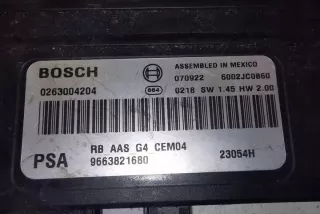 BOSCH
ASSEMBLED IN MEXICO
070922 6002JC0860
0263004204
864 0218 SW 1.45 HW 2.00
PSA
RB AAS G4 CEM04
9663821680
23054H